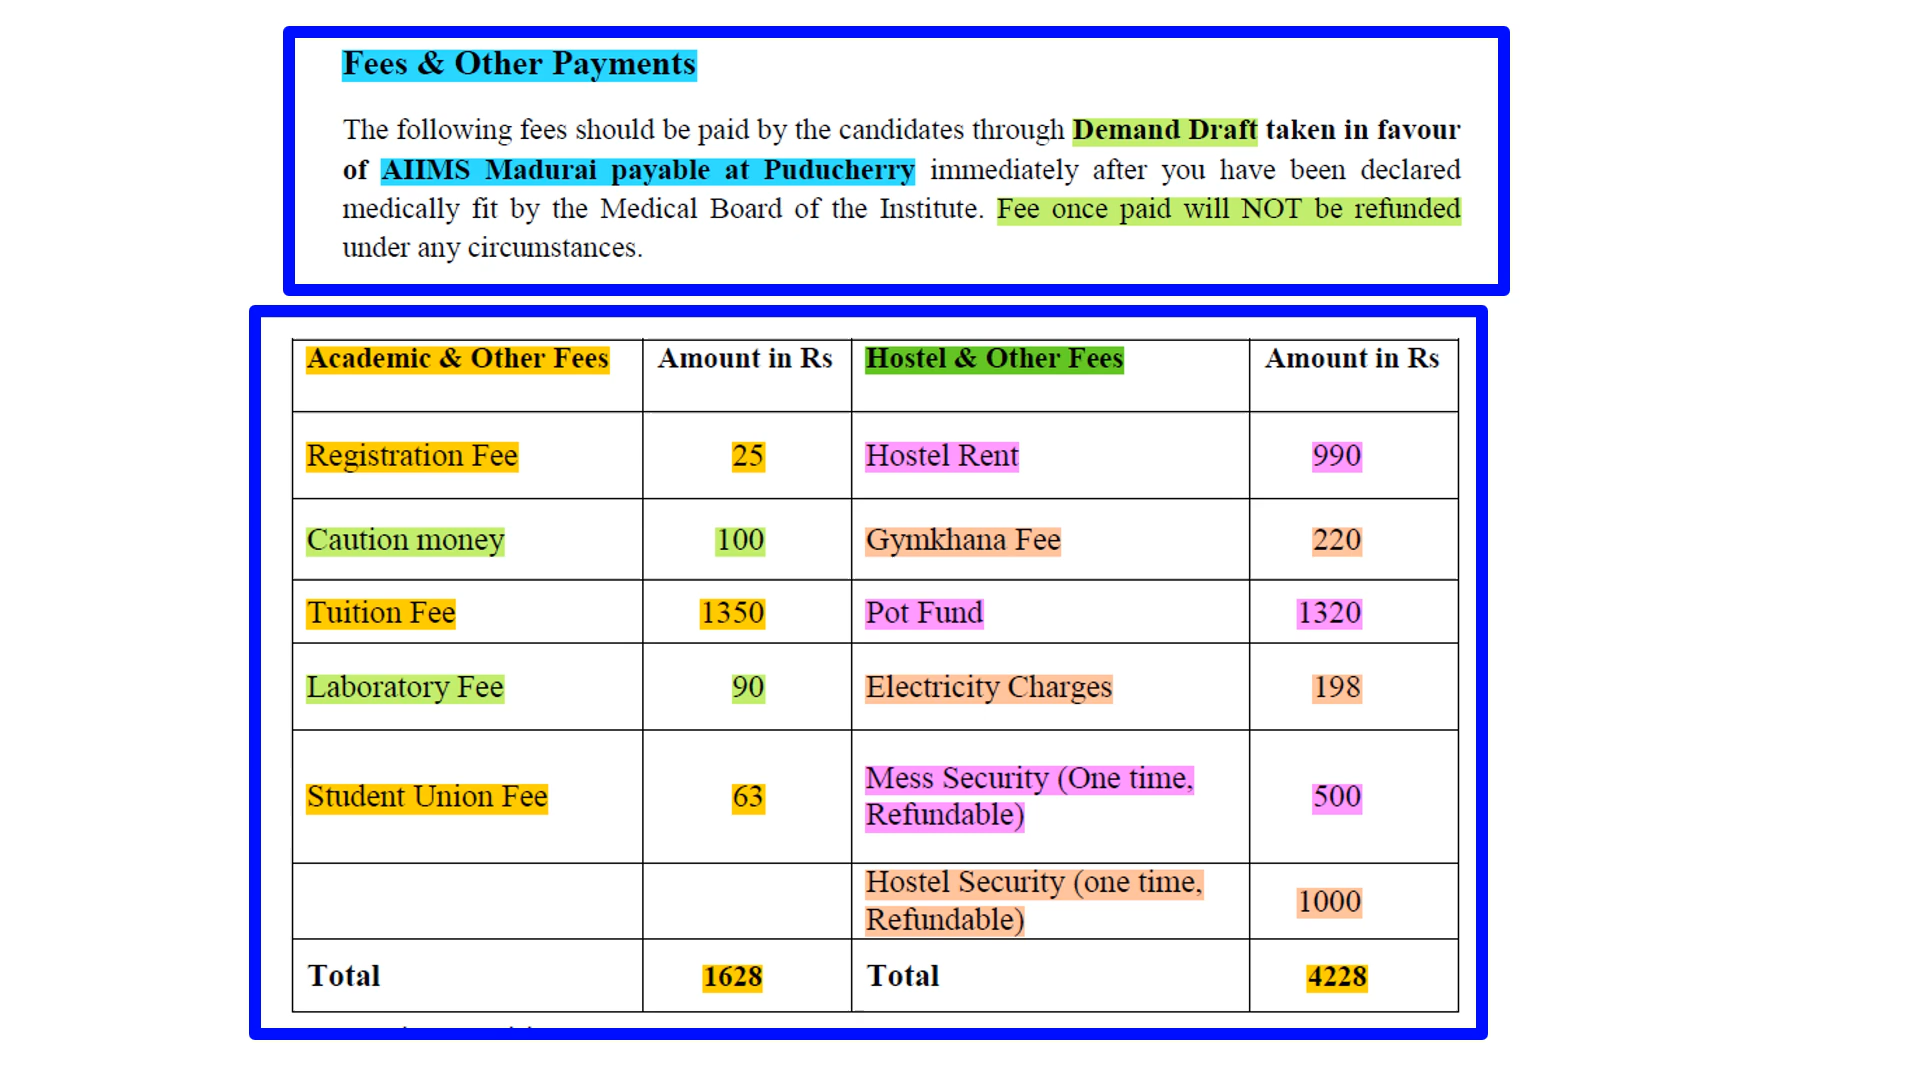 Fees & Other Payments
The following fees should be paid by the candidates through Demand Draft taken in favour
of AIIMS Madurai payable at Puducherry immediately after you have been declared
medically fit by the Medical Board of the Institute. Fee once paid will NOT be refunded
under any circumstances.
Academic & Other Fees Amount in Rs Hostel & Other Fees Amount in Rs
Registration Fee 25 Hostel Rent 990
Caution money 100 Gymkhana Fee 220
Tuition Fee 1350 Pot Fund 1320
Laboratory Fee 90 Electricity Charges 198
Student Union Fee 63 Mess Security (One time,
Refundable) 500
Hostel Security (one time,
Refundable) 1000
Total 1628 Total 4228